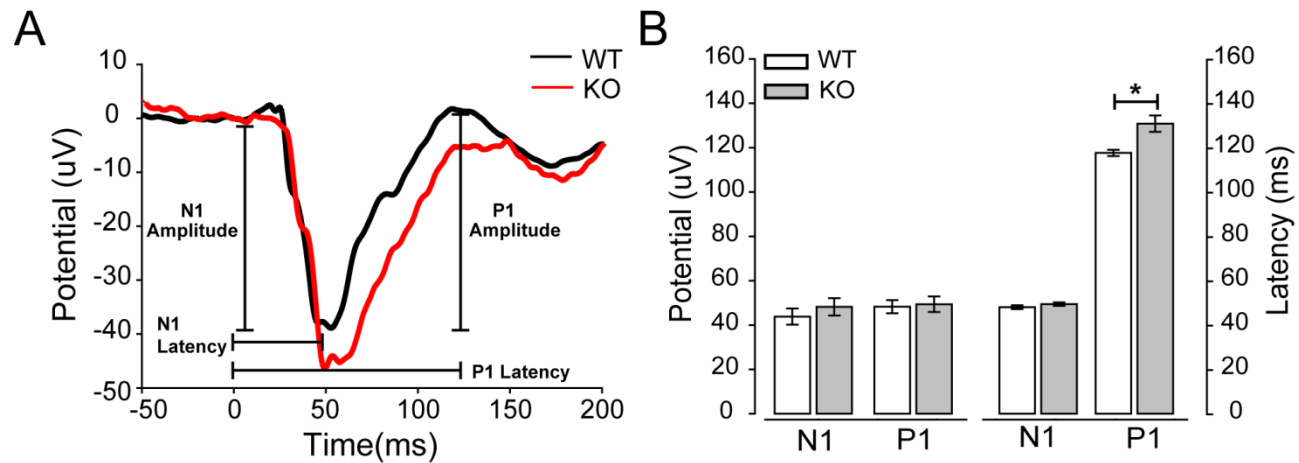 A
10
0
-10
-20
-30
-40
-50
Potential (uV)
WT
KO
N1
Amplitude
P1
Amplitude
N1
Latency
P1 Latency
-50
0
50
100
150
200
Time(ms)
B
160
140
120
100
80
60
40
20
0
Potential (uV)
WT
KO
*
N1
P1
N1
P1
160
140
120
100
80
60
40
20
0
Latency (ms)